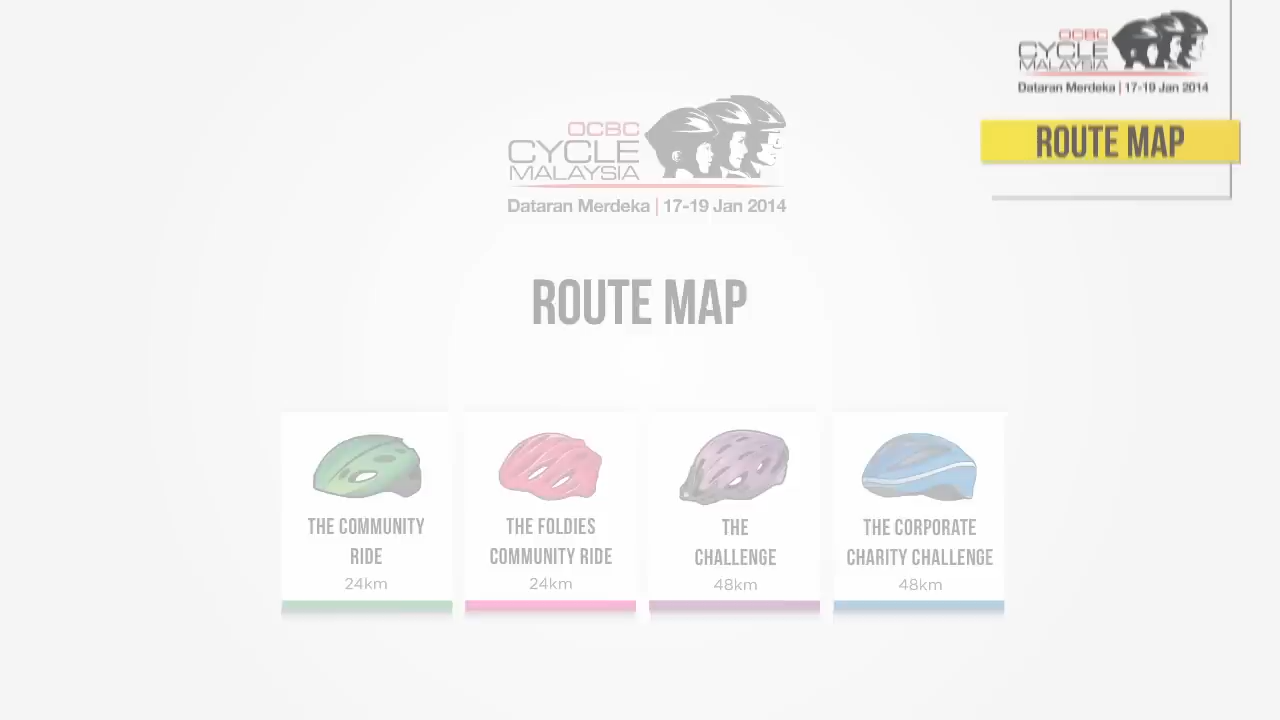 OCBC
CYCLE
MALAYSIA
Dataran Merdeka | 17-19 Jan 2014
ROUTE MAP
OCBC
CYCLE
MALAYSIA
Dataran Merdeka | 17-19 Jan 2014
ROUTE MAP
THE COMMUNITY
RIDE
24km
THE FOLDIES
COMMUNITY RIDE
24km
THE
CHALLENGE
48km
THE CORPORATE
CHARITY CHALLENGE
48km